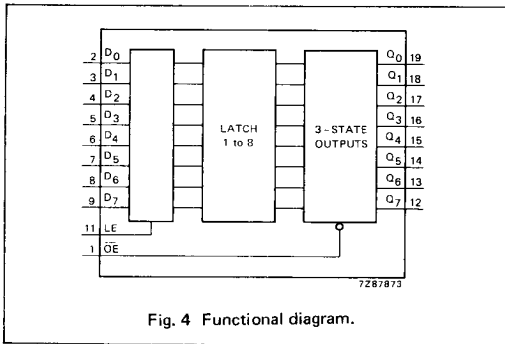 2 D0
3 D1
4 D2
5 D3
6 D4
7 D5
8 D6
9 D7
11 LE
1 O̅E̅
LATCH
1 to 8
3-STATE
OUTPUTS
Q0 19
Q1 18
Q2 17
Q3 16
Q4 15
Q5 14
Q6 13
Q7 12
7Z87873
Fig. 4 Functional diagram.